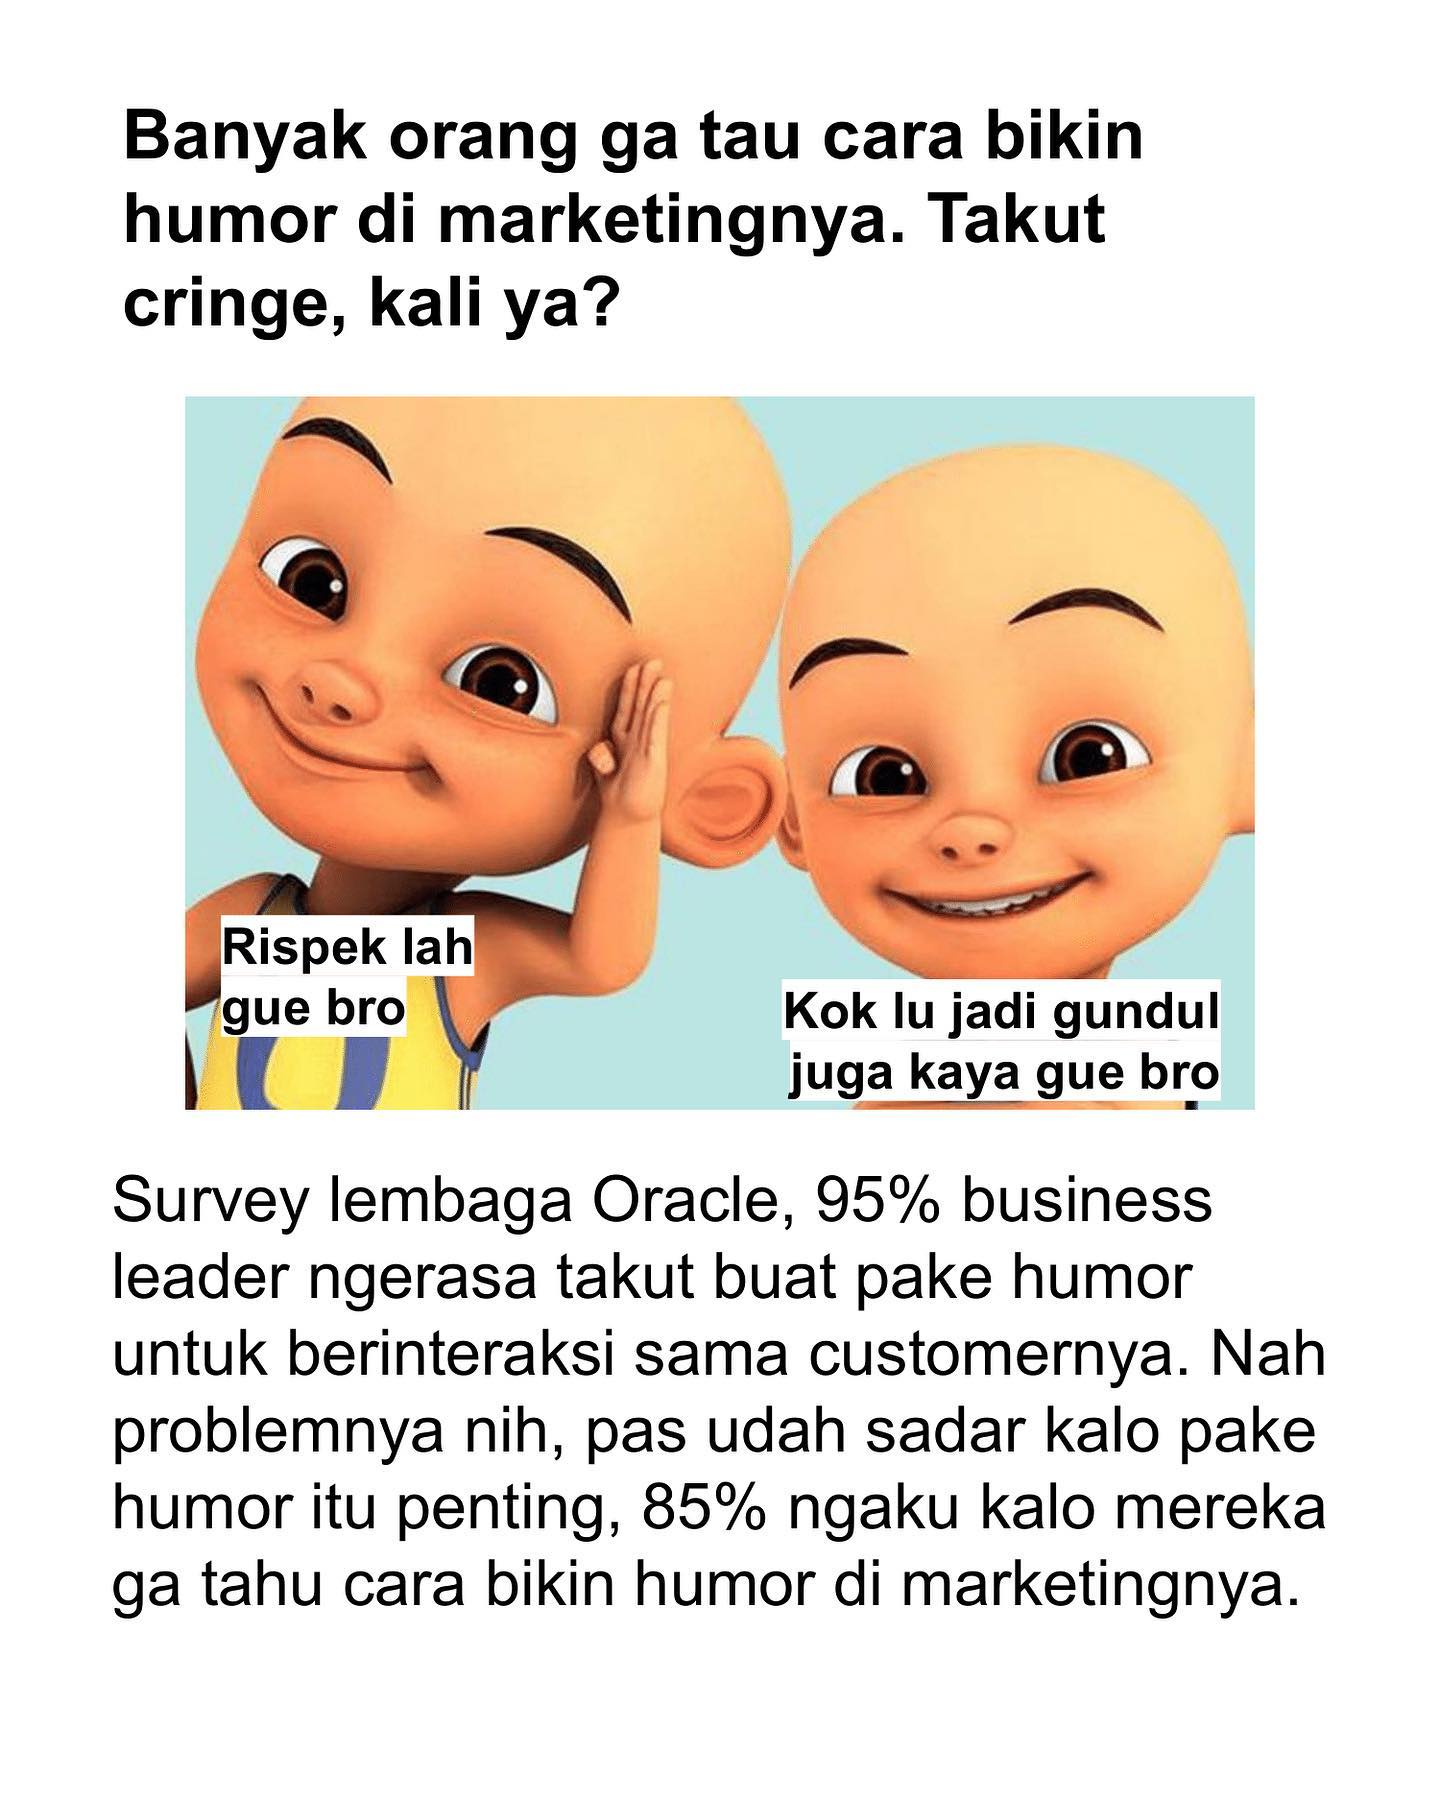 Banyak orang ga tau cara bikin
humor di marketingnya. Takut
cringe, kali ya?
Rispek lah
gue bro
Kok lu jadi gundul
juga kaya gue bro
Survey lembaga Oracle, 95% business
leader ngerasa takut buat pake humor
untuk berinteraksi sama customernya. Nah
problemnya nih, pas udah sadar kalo pake
humor itu penting, 85% ngaku kalo mereka
ga tahu cara bikin humor di marketingnya.